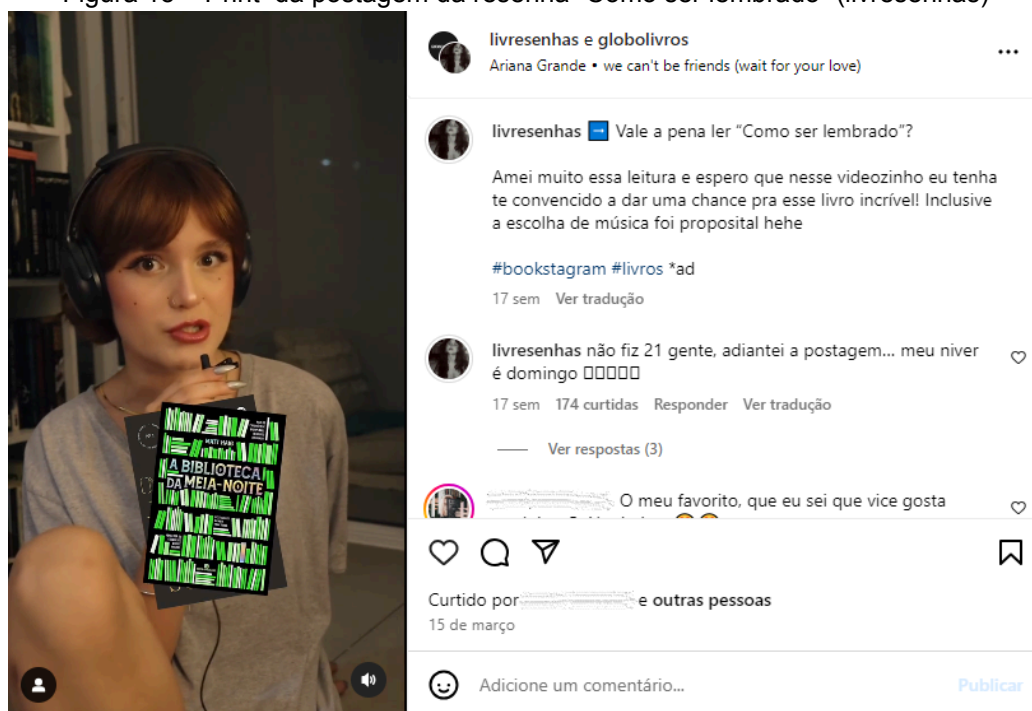 Figura 10 – "Print" da postagem da resenha "Como ser lembrado" (livresenhas)
livresenhas e globolivros
Ariana Grande • we can't be friends (wait for your love)
livresenhas ➡ Vale a pena ler “Como ser lembrado”?
Amei muito essa leitura e espero que nesse videozinho eu tenha
te convencido a dar uma chance pra esse livro incrível! Inclusive
a escolha de música foi proposital hehe
#bookstagram #livros *ad
17 sem Ver tradução
livresenhas não fiz 21 gente, adiantei a postagem... meu niver
é domingo
17 sem 174 curtidas Responder Ver tradução
Ver respostas (3)
O meu favorito, que eu sei que vice gosta
MATT HAIG
A BIBLIOTECA
DA MEIA-NOITE
Curtido por e outras pessoas
15 de março
Adicione um comentário...
Publicar